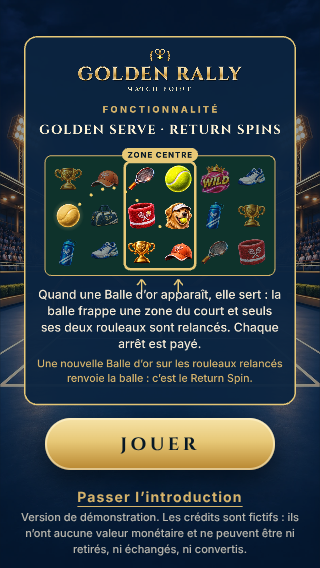 GOLDEN RALLY
MATCH POINT
FONCTIONNALITÉ
GOLDEN SERVE · RETURN SPINS
ZONE CENTRE
WILD
Quand une Balle d’or apparaît, elle sert : la
balle frappe une zone du court et seuls
ses deux rouleaux sont relancés. Chaque
arrêt est payé.
Une nouvelle Balle d’or sur les rouleaux relancés
renvoie la balle : c’est le Return Spin.
JOUER
Passer l’introduction
Version de démonstration. Les crédits sont fictifs : ils
n’ont aucune valeur monétaire et ne peuvent être ni
retirés, ni échangés, ni convertis.